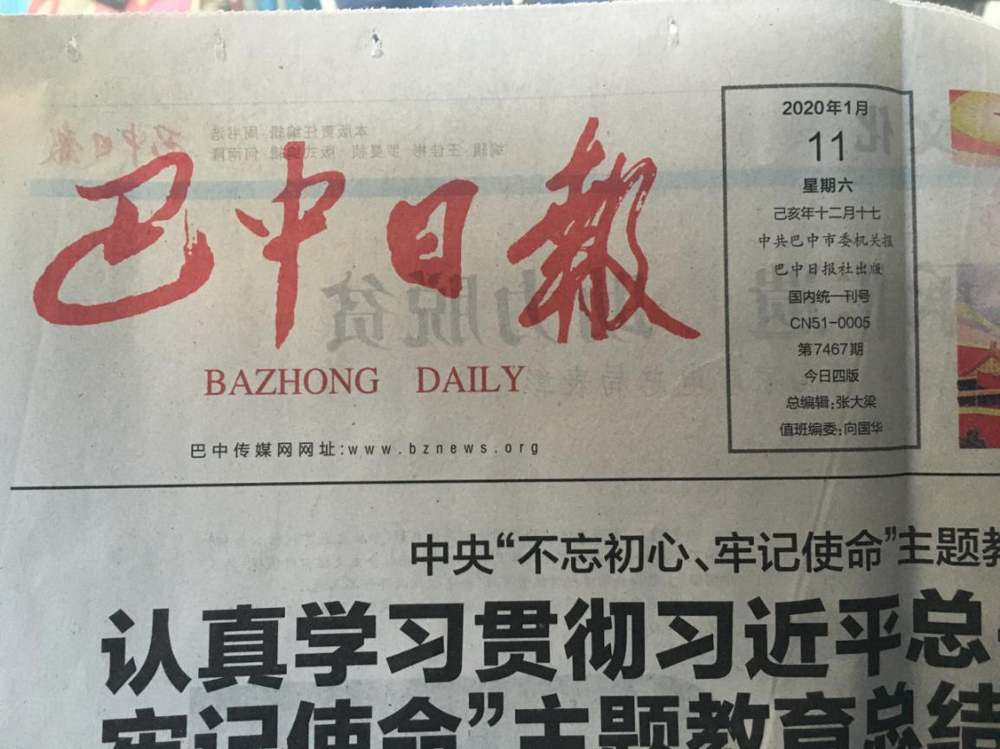 巴中日報
BAZHONG DAILY
巴中传媒网网址:www.bznews.org
2020年1月
11
星期六
己亥年十二月十七
中共巴中市委机关报
巴中日报社出版
国内统一刊号
CN51-0005
第7467期
今日四版
总编辑:张大梁
值班编委:向国华
中央“不忘初心、牢记使命”主题教
认真学习贯彻习近平总
牢记使命”主题教育总结